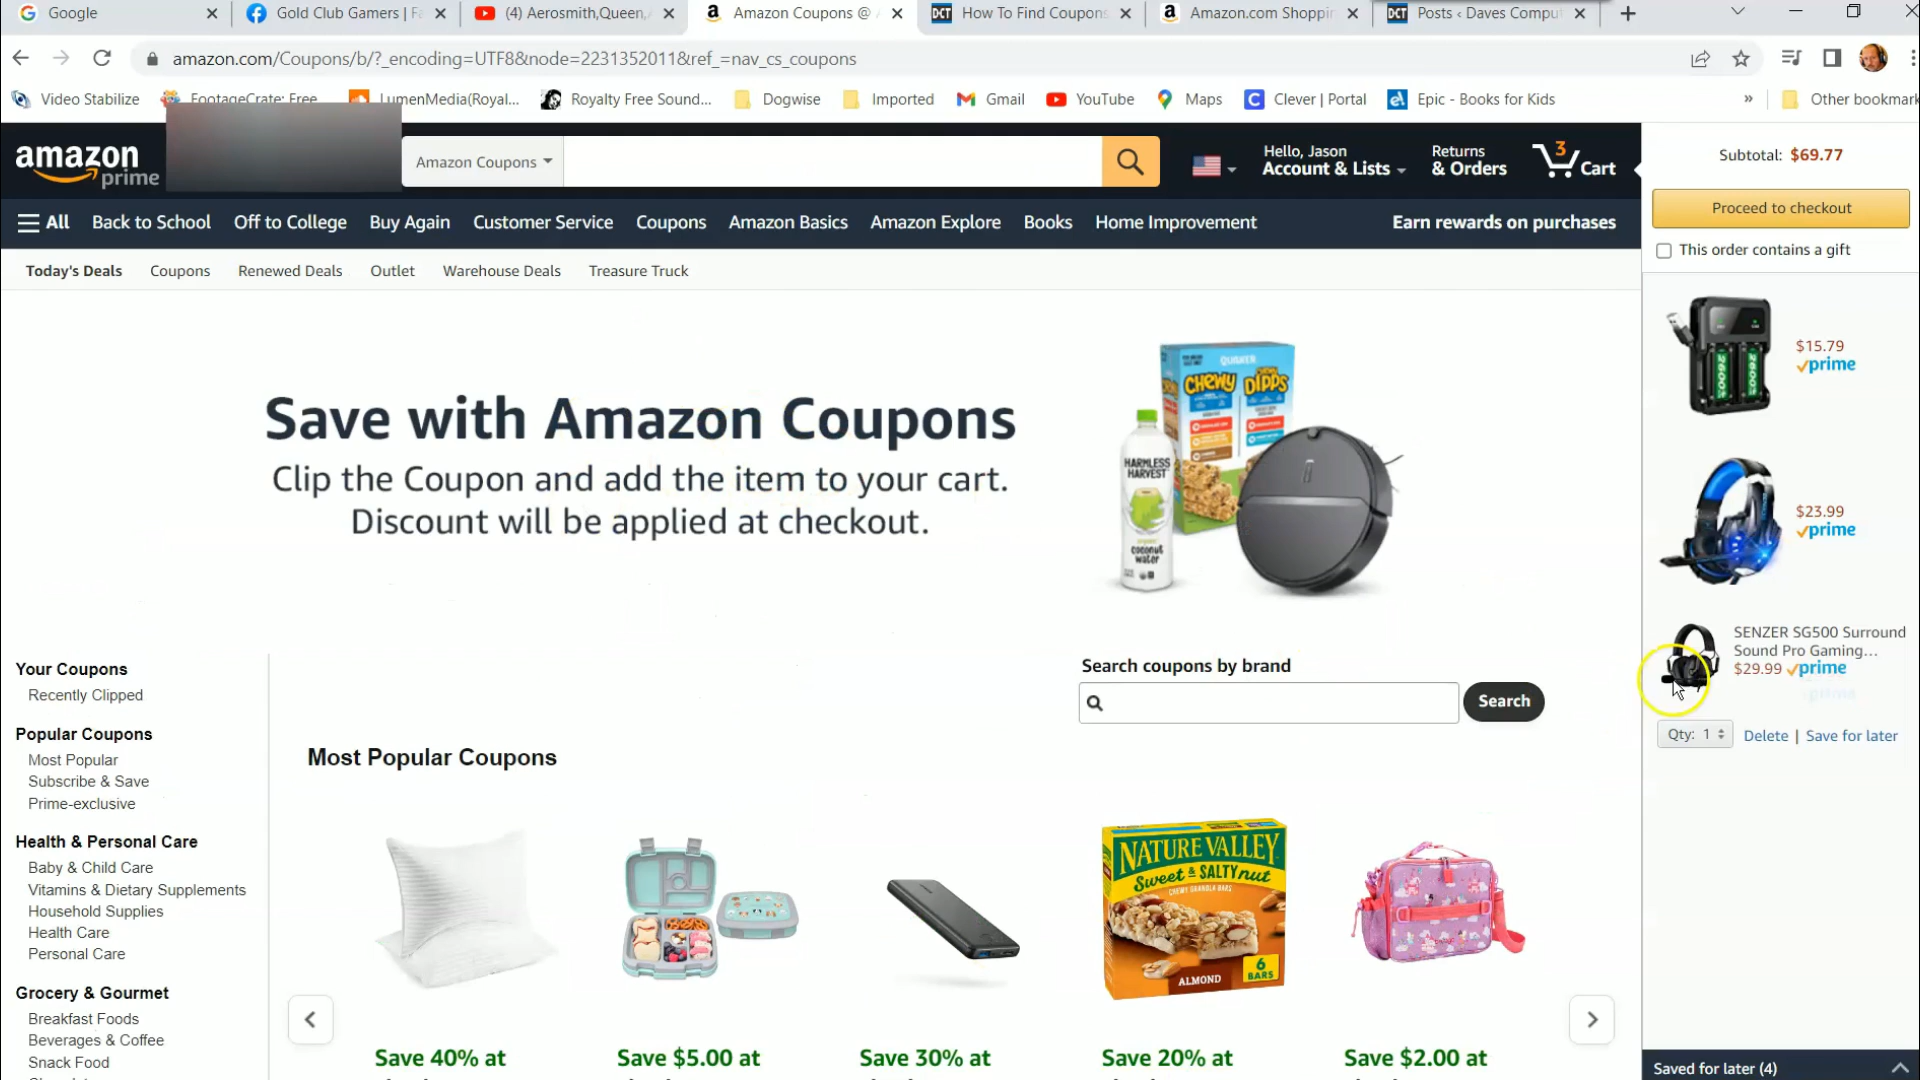 Google
Gold Club Gamers | Fa
(4) Aerosmith,Queen,
Amazon Coupons @
How To Find Coupons
Amazon.com Shoppin
Posts ‹ Daves Comput
amazon.com/Coupons/b/?_encoding=UTF8&node=2231352011&ref_=nav_cs_coupons
Video Stabilize
FootageCrate: Free
LumenMedia(Royal...
Royalty Free Sound...
Dogwise
Imported
Gmail
YouTube
Maps
Clever | Portal
Epic - Books for Kids
»
Other bookmark
amazon
prime
Amazon Coupons
Hello, Jason
Account & Lists
Returns
& Orders
3
Cart
All
Back to School
Off to College
Buy Again
Customer Service
Coupons
Amazon Basics
Amazon Explore
Books
Home Improvement
Earn rewards on purchases
Today's Deals
Coupons
Renewed Deals
Outlet
Warehouse Deals
Treasure Truck
Save with Amazon Coupons
Clip the Coupon and add the item to your cart.
Discount will be applied at checkout.
QUAKER
CHEWY DIPPS
HARMLESS
HARVEST
coconut
water
Your Coupons
Recently Clipped
Popular Coupons
Most Popular
Subscribe & Save
Prime-exclusive
Health & Personal Care
Baby & Child Care
Vitamins & Dietary Supplements
Household Supplies
Health Care
Personal Care
Grocery & Gourmet
Breakfast Foods
Beverages & Coffee
Snack Food
Search coupons by brand
Search
Most Popular Coupons
NATURE VALLEY
Sweet & SALTY nut
CHEWY GRANOLA BARS
ALMOND
6
BARS
Save 40% at
Save $5.00 at
Save 30% at
Save 20% at
Save $2.00 at
Subtotal: $69.77
Proceed to checkout
This order contains a gift
$15.79
prime
$23.99
prime
SENZER SG500 Surround
Sound Pro Gaming...
$29.99 prime
Qty: 1
Delete | Save for later
Saved for later (4)